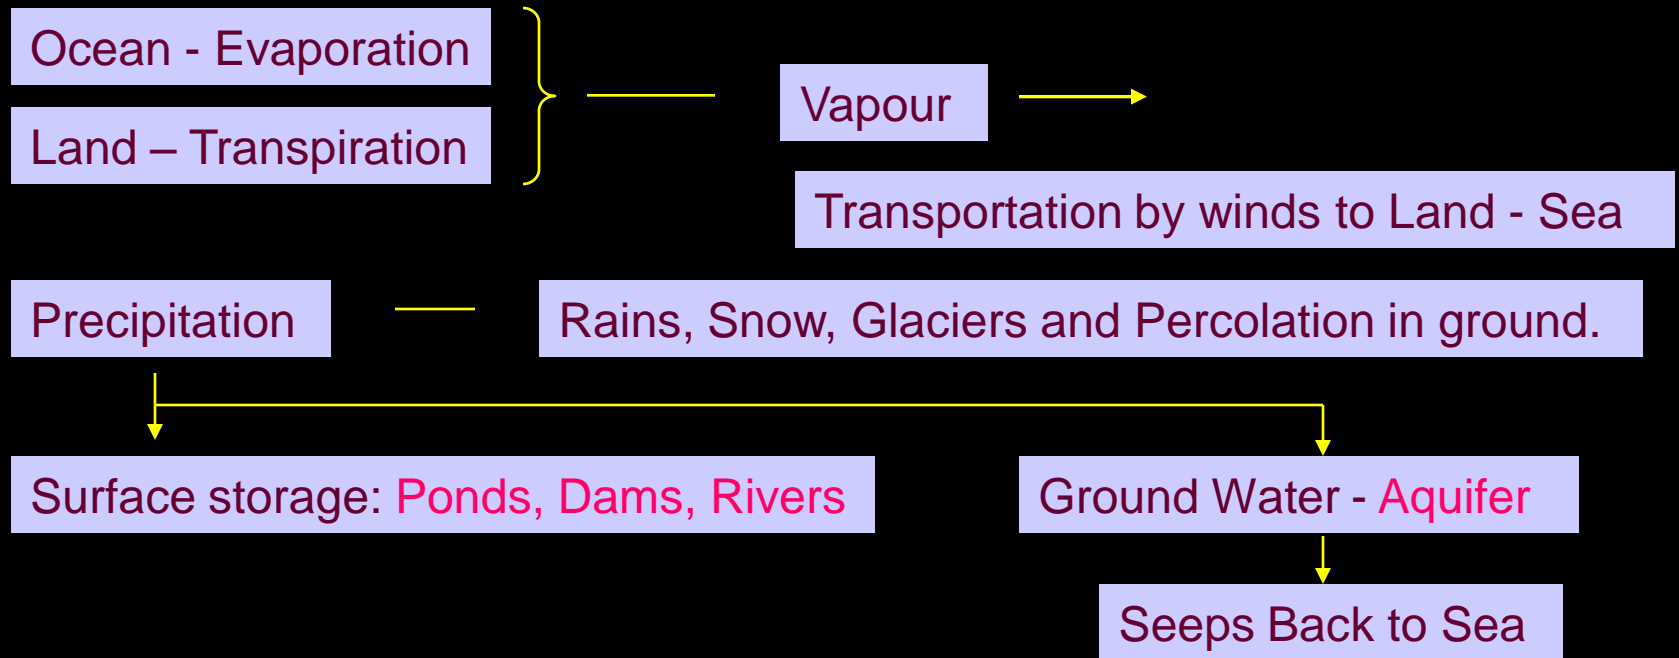 Ocean - Evaporation
Land – Transpiration
Vapour
Transportation by winds to Land - Sea
Precipitation
Rains, Snow, Glaciers and Percolation in ground.
Surface storage: Ponds, Dams, Rivers
Ground Water - Aquifer
Seeps Back to Sea